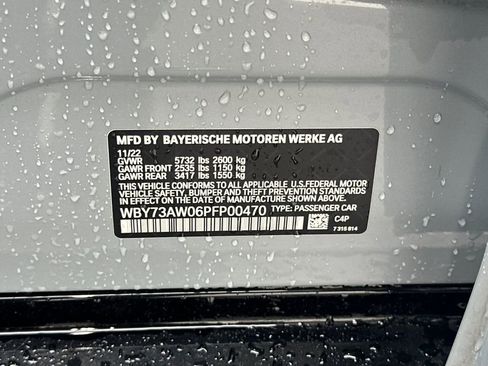 MFD BY BAYERISCHE MOTOREN WERKE AG
11/22
GVWR 5732 lbs 2600 kg
GAWR FRONT 2535 lbs 1150 kg
GAWR REAR 3417 lbs 1550 kg
THIS VEHICLE CONFORMS TO ALL APPLICABLE U.S.FEDERAL MOTOR
VEHICLE SAFETY, BUMPER, AND THEFT PREVENTION STANDARDS IN
EFFECT ON THE DATE OF MANUFACTURE SHOWN ABOVE.
WBY73AW06PFP00470 TYPE: PASSENGER CAR
C4P
7 315 814